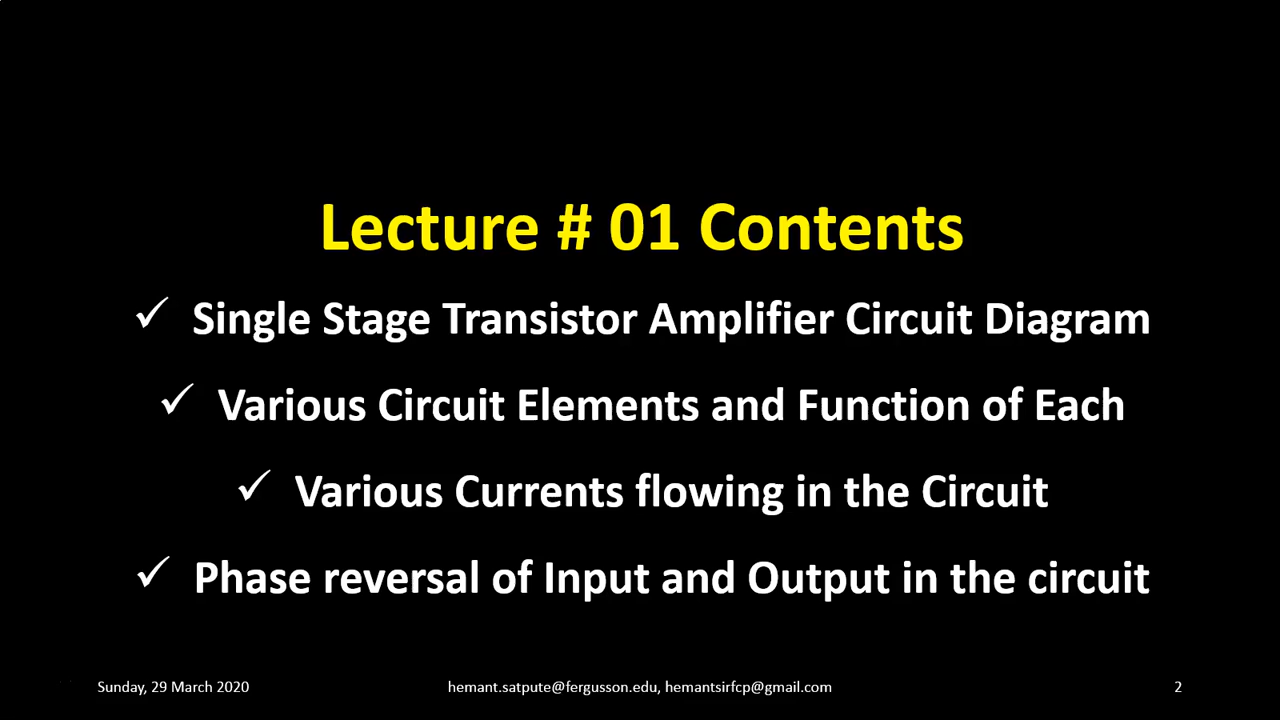 Lecture # 01 Contents
✓ Single Stage Transistor Amplifier Circuit Diagram
✓ Various Circuit Elements and Function of Each
✓ Various Currents flowing in the Circuit
✓ Phase reversal of Input and Output in the circuit
Sunday, 29 March 2020 hemant.satpute@fergusson.edu, hemantsirfcp@gmail.com 2